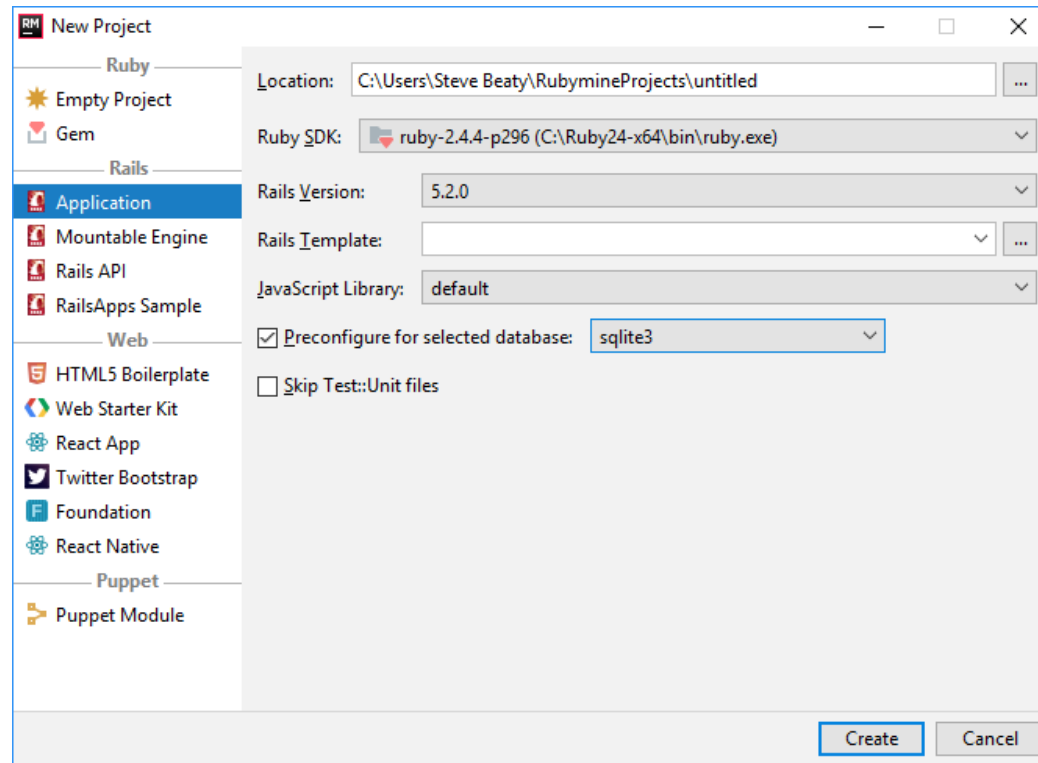 RM New Project
Ruby
Empty Project
Gem
Rails
Application
Mountable Engine
Rails API
RailsApps Sample
Web
HTML5 Boilerplate
Web Starter Kit
React App
Twitter Bootstrap
F Foundation
React Native
Puppet
Puppet Module
Location: C:\Users\Steve Beaty\RubymineProjects\untitled ...
Ruby SDK: ruby-2.4.4-p296 (C:\Ruby24-x64\bin\ruby.exe)
Rails Version: 5.2.0
Rails Template: ...
JavaScript Library: default
Preconfigure for selected database: sqlite3
Skip Test::Unit files
Create Cancel